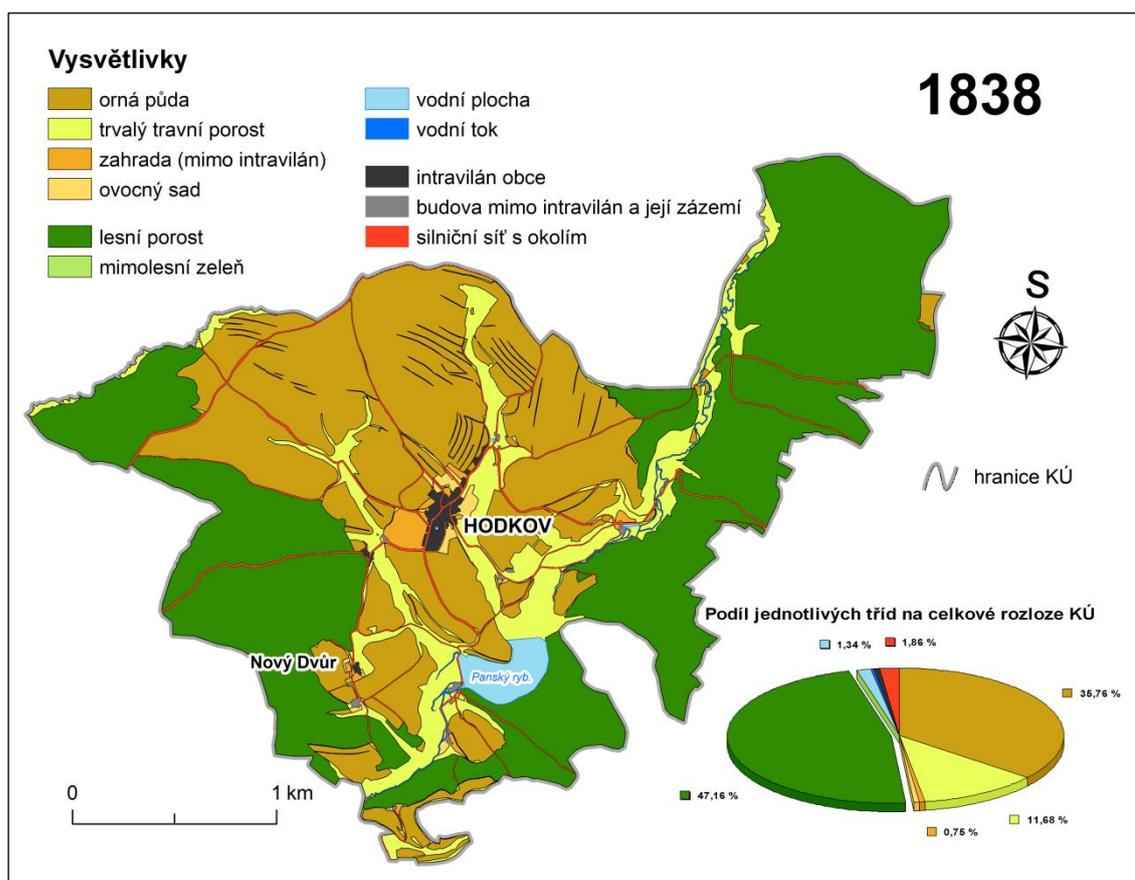 Vysvětlivky
orná půda
trvalý travní porost
zahrada (mimo intravilán)
ovocný sad
lesní porost
mimolesní zeleň
vodní plocha
vodní tok
intravilán obce
budova mimo intravilán a její zázemí
silniční síť s okolím
1838
S
hranice KÚ
HODKOV
Nový Dvůr
Panský ryb.
0
1 km
Podíl jednotlivých tříd na celkové rozloze KÚ
1,34 %
1,86 %
35,76 %
47,16 %
11,68 %
0,75 %